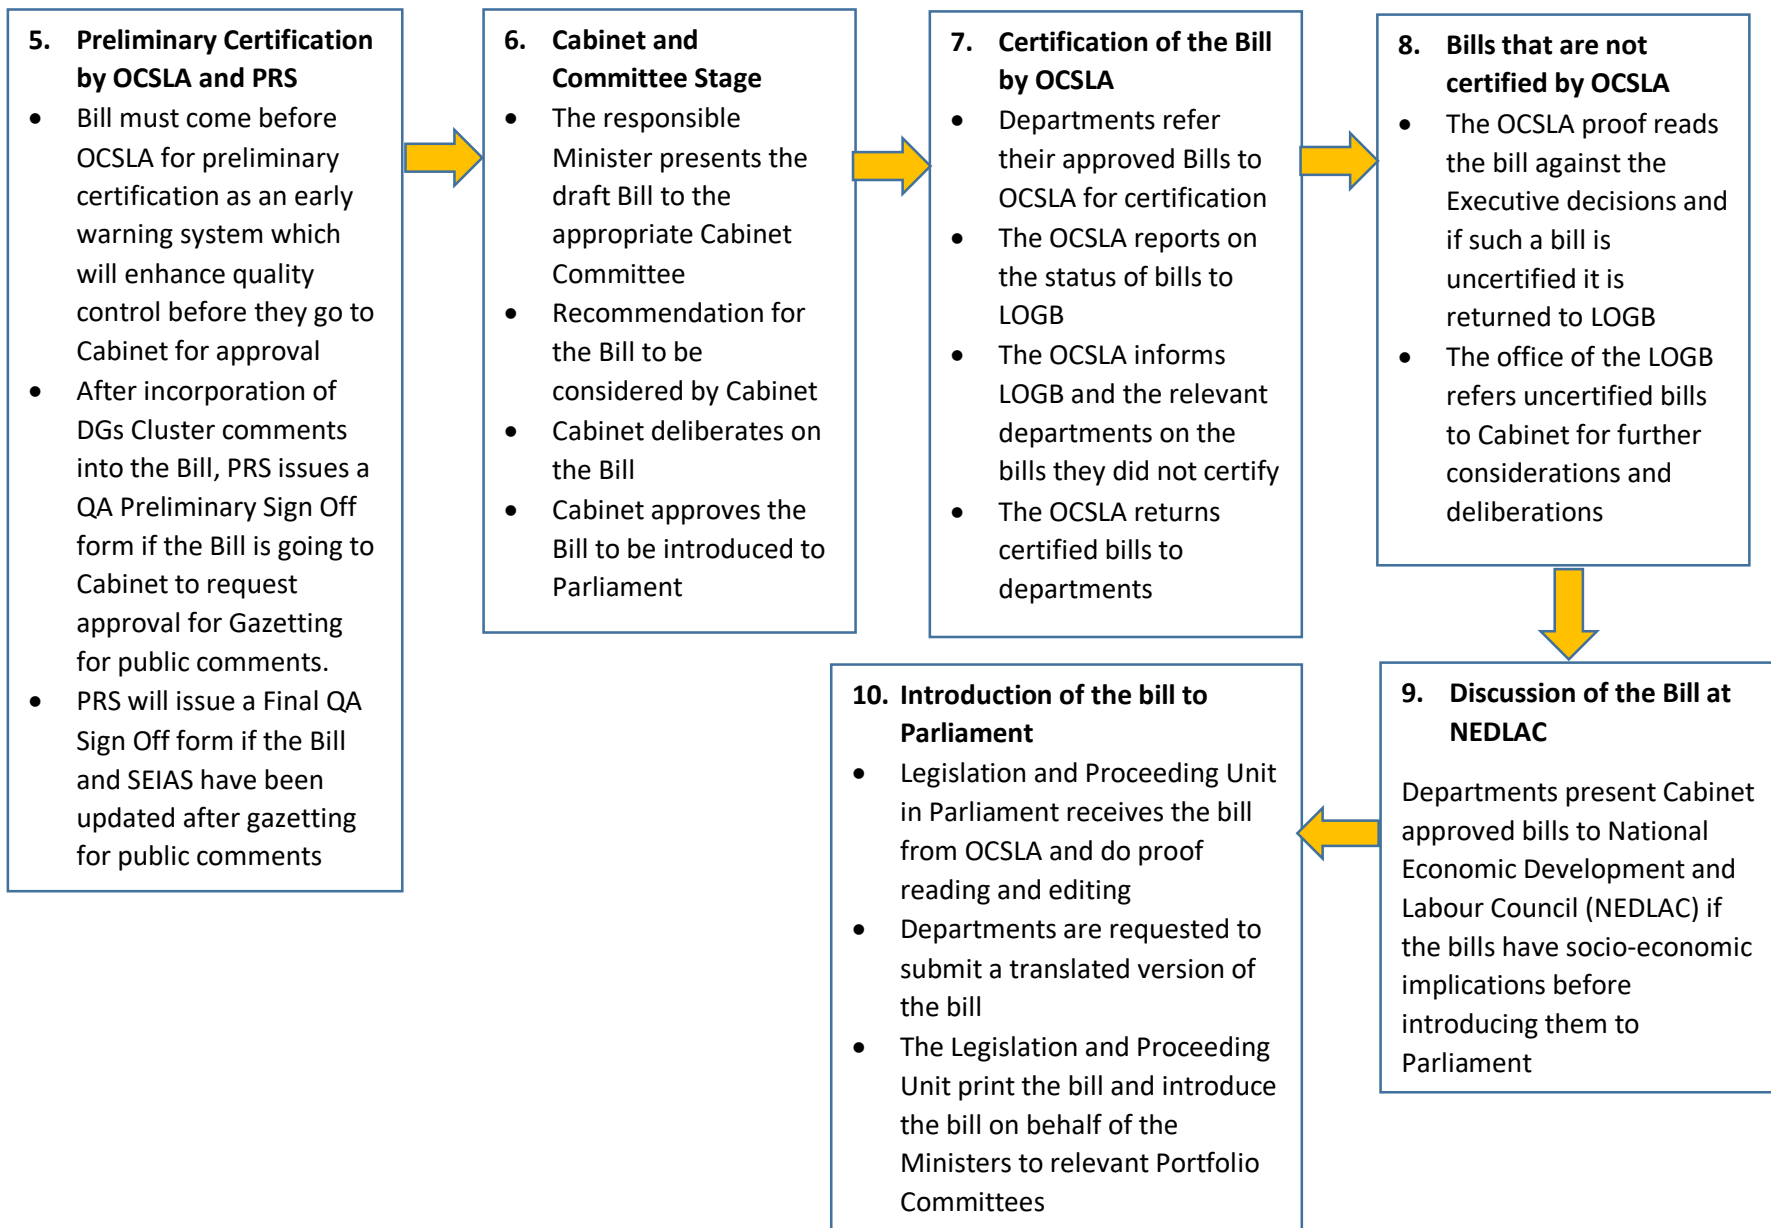 5. Preliminary Certification
by OCSLA and PRS
• Bill must come before
OCSLA for preliminary
certification as an early
warning system which
will enhance quality
control before they go to
Cabinet for approval
• After incorporation of
DGs Cluster comments
into the Bill, PRS issues a
QA Preliminary Sign Off
form if the Bill is going to
Cabinet to request
approval for Gazetting
for public comments.
• PRS will issue a Final QA
Sign Off form if the Bill
and SEIAS have been
updated after gazetting
for public comments
6. Cabinet and
Committee Stage
• The responsible
Minister presents the
draft Bill to the
appropriate Cabinet
Committee
• Recommendation for
the Bill to be
considered by Cabinet
• Cabinet deliberates on
the Bill
• Cabinet approves the
Bill to be introduced to
Parliament
7. Certification of the Bill
by OCSLA
• Departments refer
their approved Bills to
OCSLA for certification
• The OCSLA reports on
the status of bills to
LOGB
• The OCSLA informs
LOGB and the relevant
departments on the
bills they did not certify
• The OCSLA returns
certified bills to
departments
8. Bills that are not
certified by OCSLA
• The OCSLA proof reads
the bill against the
Executive decisions and
if such a bill is
uncertified it is
returned to LOGB
• The office of the LOGB
refers uncertified bills
to Cabinet for further
considerations and
deliberations
9. Discussion of the Bill at
NEDLAC
Departments present Cabinet
approved bills to National
Economic Development and
Labour Council (NEDLAC) if
the bills have socio-economic
implications before
introducing them to
Parliament
10. Introduction of the bill to
Parliament
• Legislation and Proceeding Unit
in Parliament receives the bill
from OCSLA and do proof
reading and editing
• Departments are requested to
submit a translated version of
the bill
• The Legislation and Proceeding
Unit print the bill and introduce
the bill on behalf of the
Ministers to relevant Portfolio
Committees